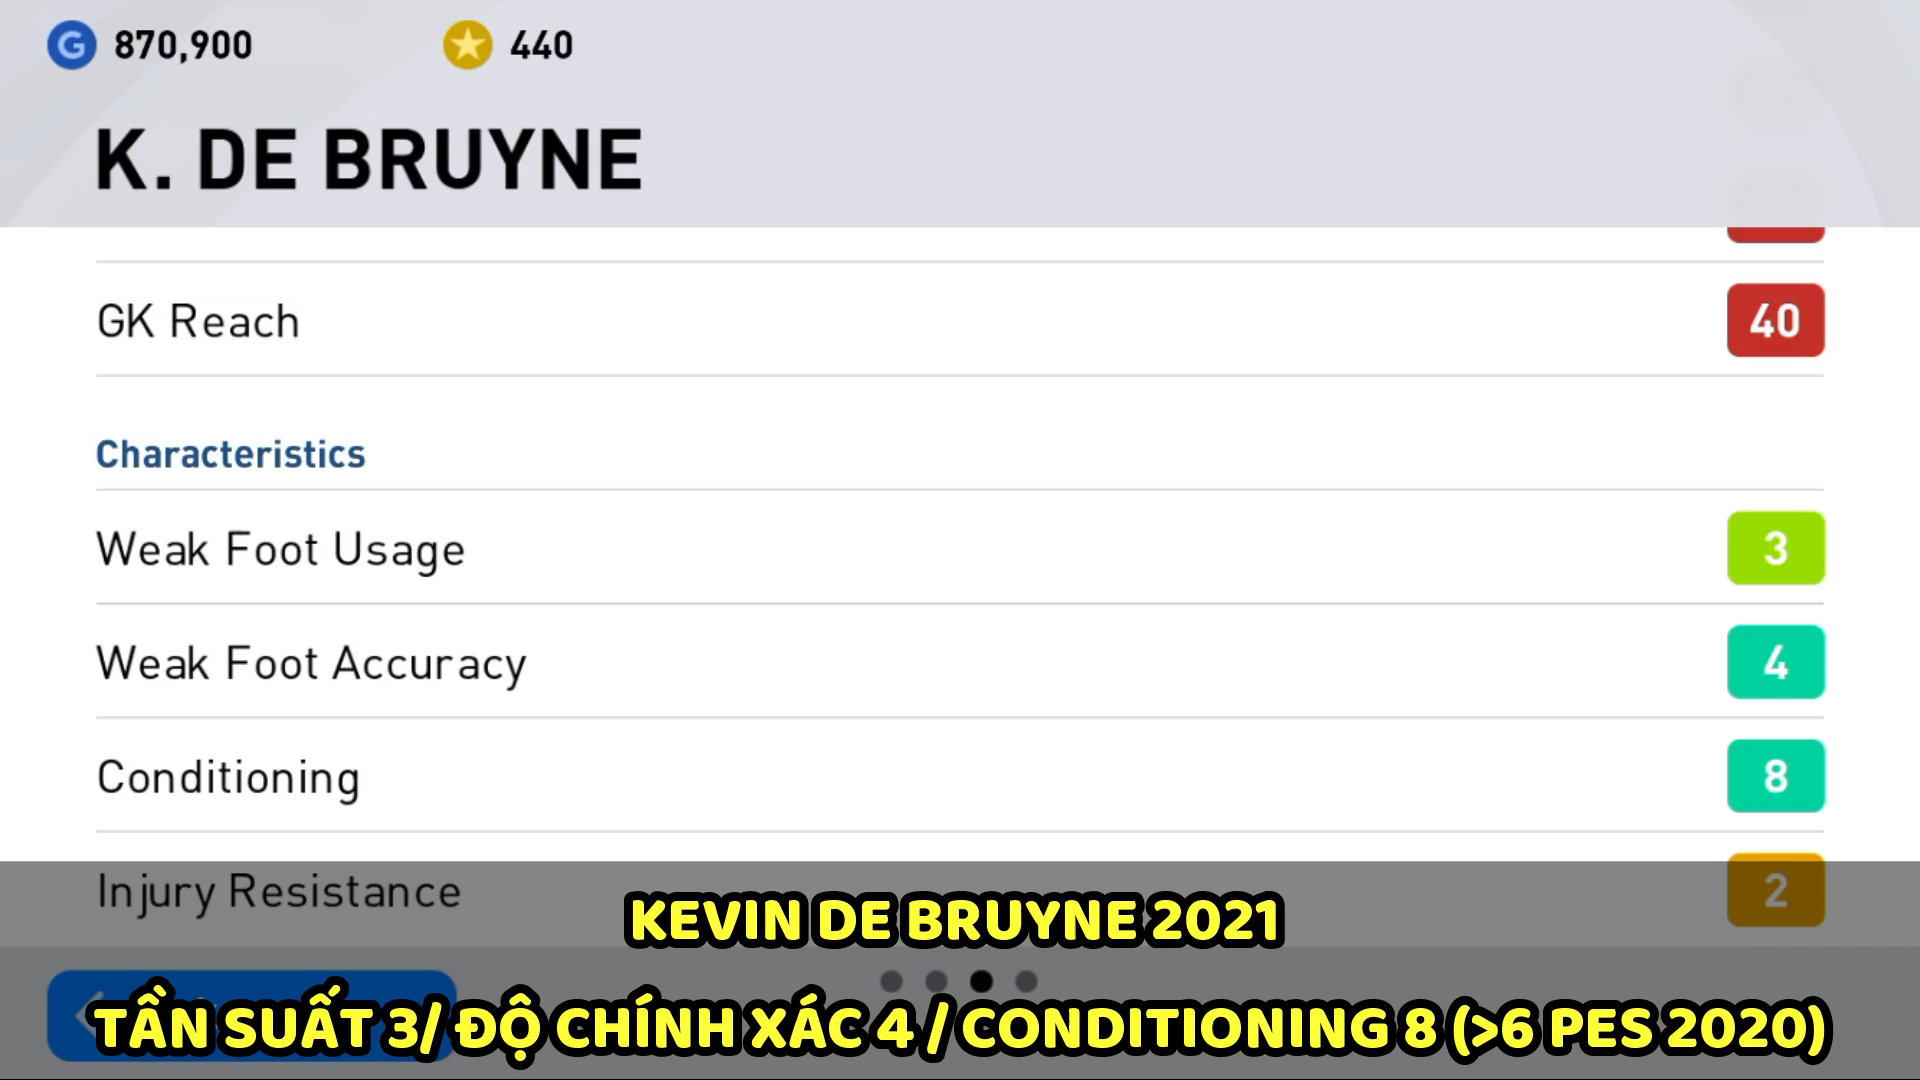 G 870,900 440
K. DE BRUYNE
GK Reach 40
Characteristics
Weak Foot Usage 3
Weak Foot Accuracy 4
Conditioning 8
Injury Resistance 2
KEVIN DE BRUYNE 2021
TẦN SUẤT 3/ ĐỘ CHÍNH XÁC 4 / CONDITIONING 8 (>6 PES 2020)